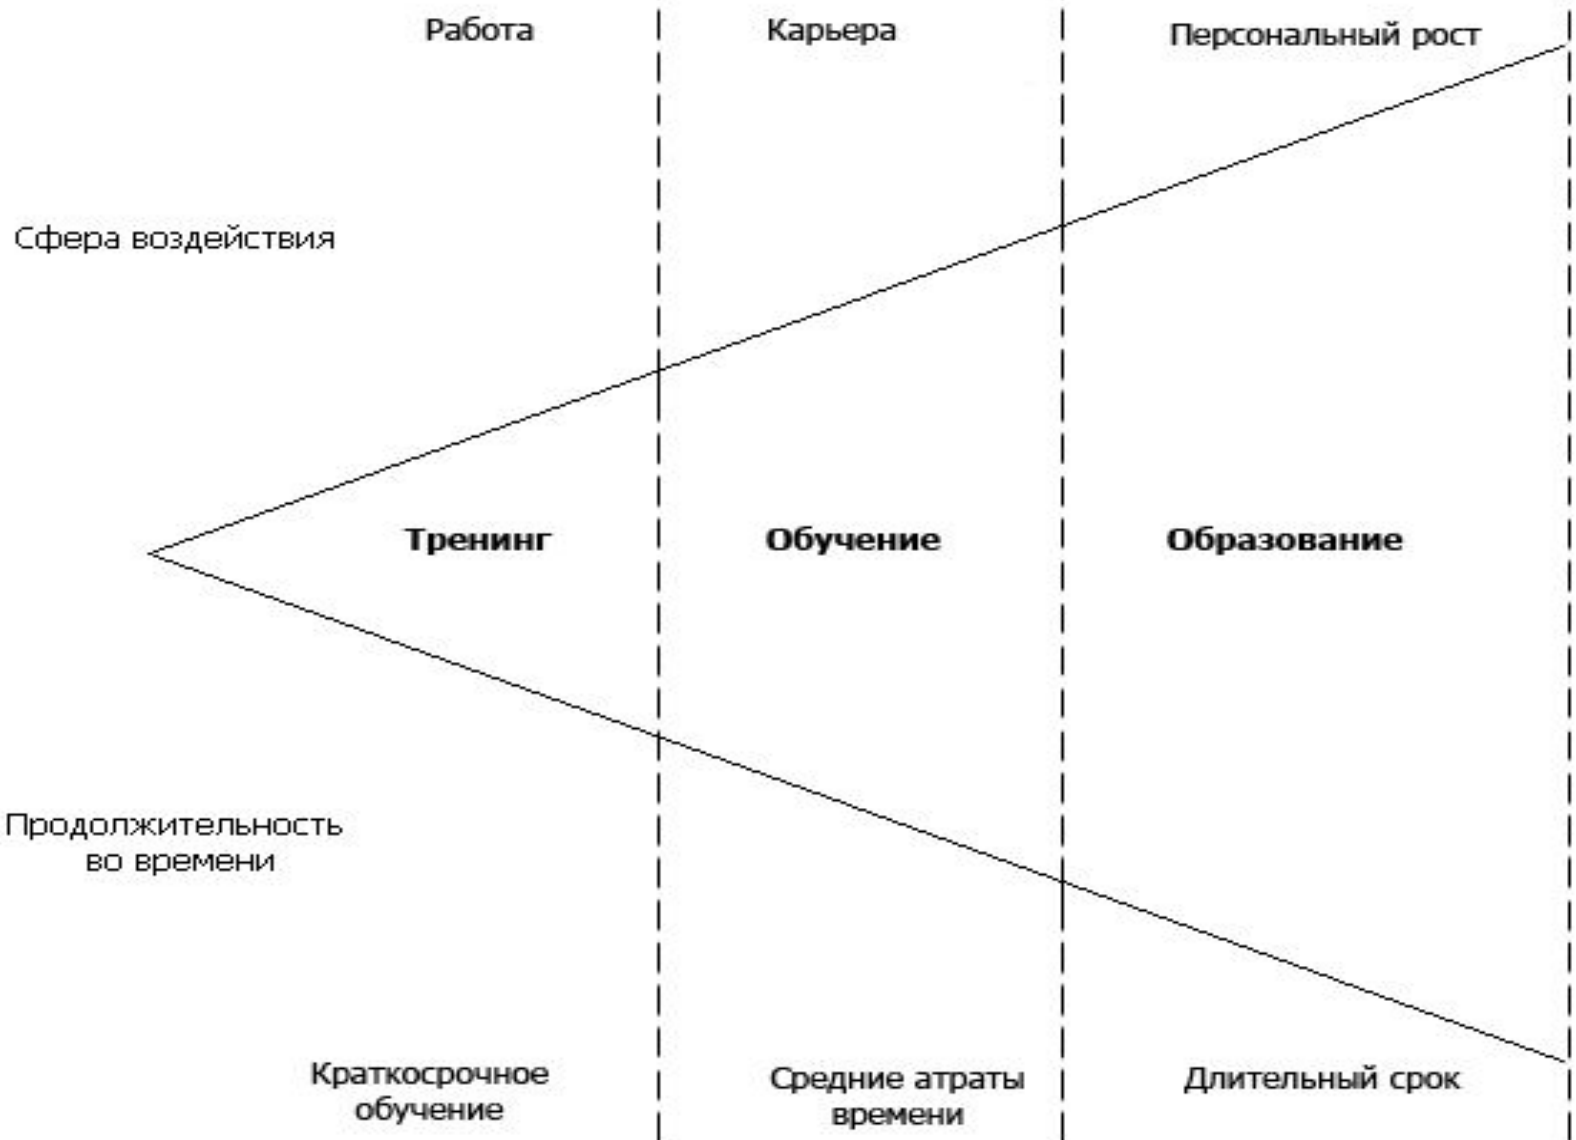 Работа
Карьера
Персональный рост
Сфера воздействия
Тренинг
Обучение
Образование
Продолжительность
во времени
Краткосрочное
обучение
Средние атраты
времени
Длительный срок